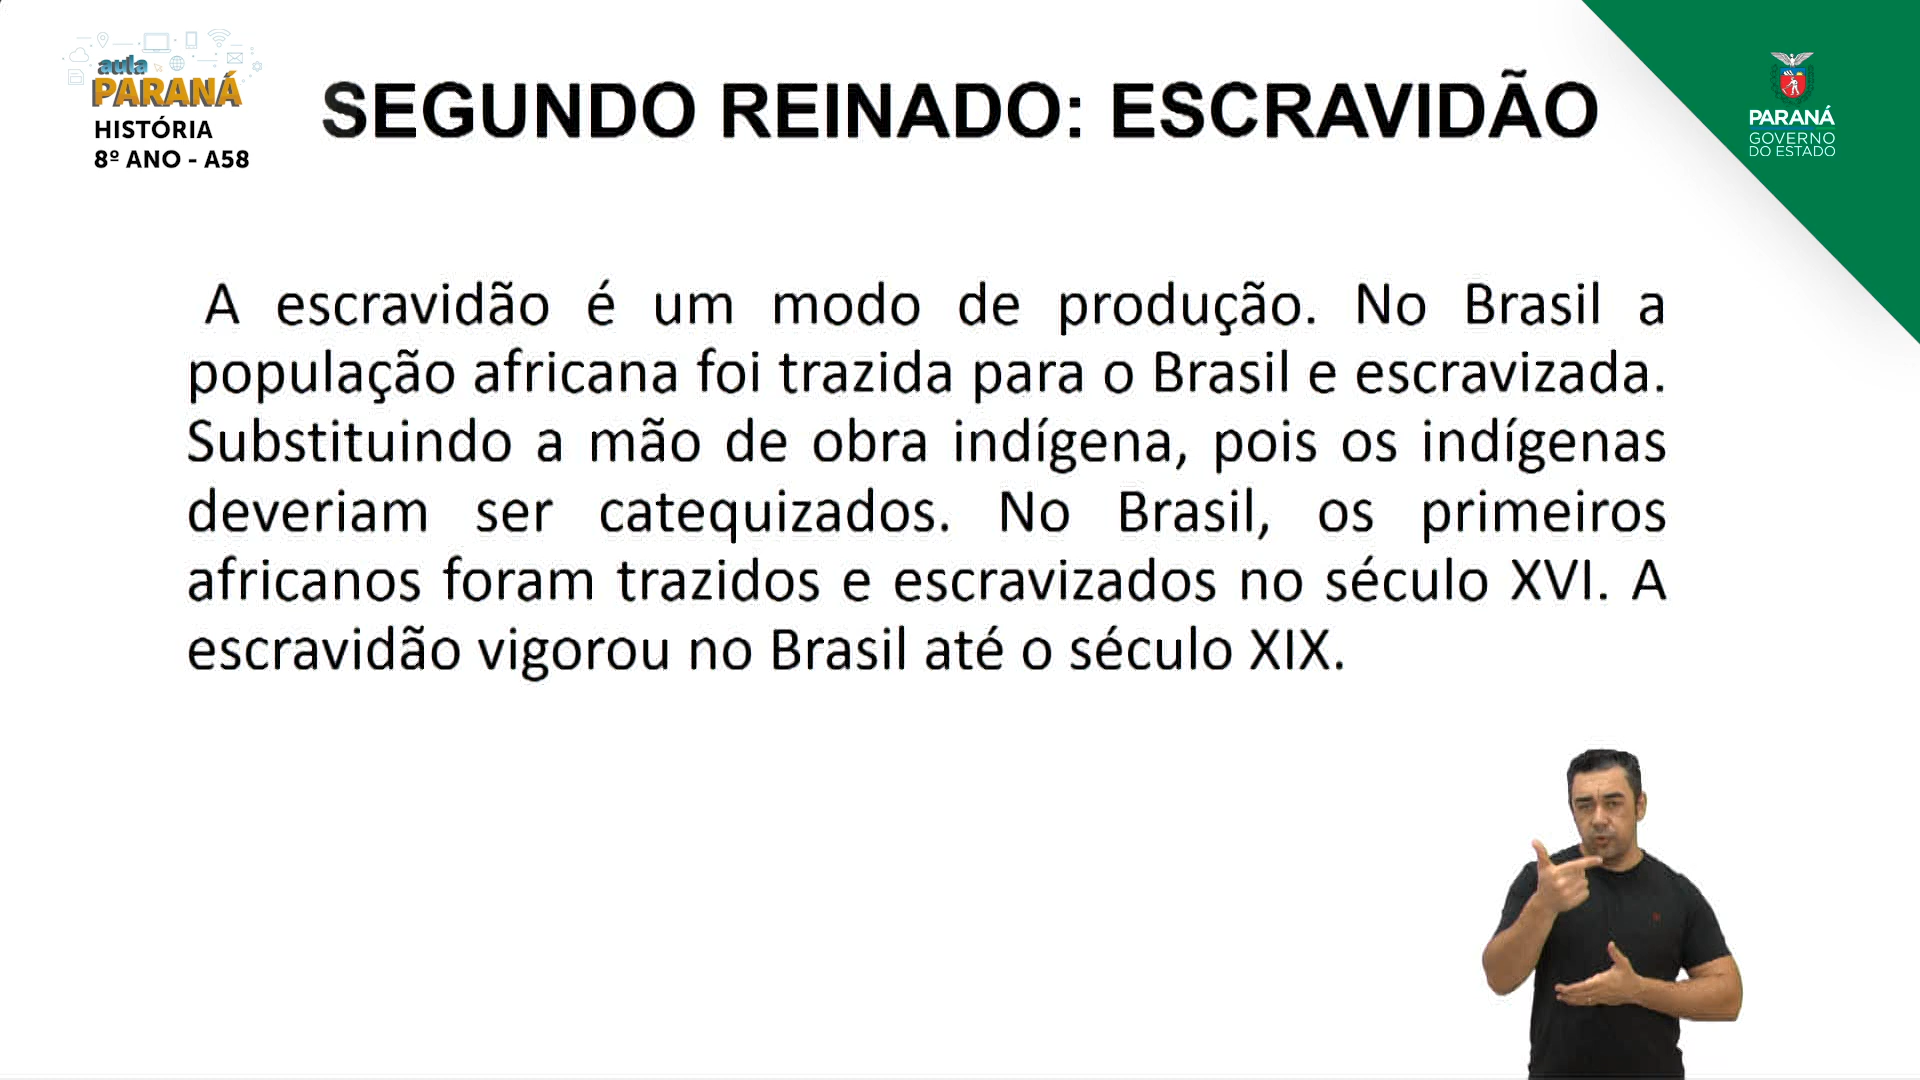 aula
PARANÁ
HISTÓRIA
8º ANO - A58
SEGUNDO REINADO: ESCRAVIDÃO
PARANÁ
GOVERNO
DO ESTADO
A escravidão é um modo de produção. No Brasil a
população africana foi trazida para o Brasil e escravizada.
Substituindo a mão de obra indígena, pois os indígenas
deveriam ser catequizados. No Brasil, os primeiros
africanos foram trazidos e escravizados no século XVI. A
escravidão vigorou no Brasil até o século XIX.